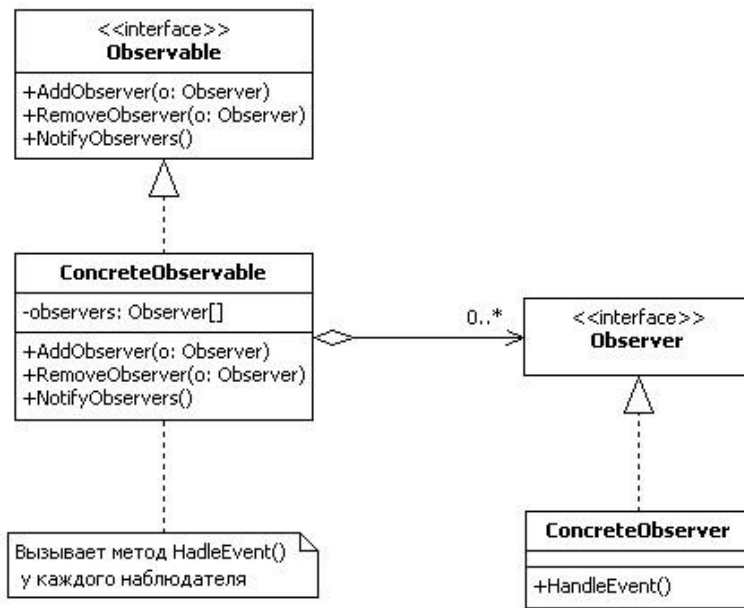 <<interface>>
Observable
+AddObserver(o: Observer)
+RemoveObserver(o: Observer)
+NotifyObservers()
ConcreteObservable
-observers: Observer[]
+AddObserver(o: Observer)
+RemoveObserver(o: Observer)
+NotifyObservers()
0..*
<<interface>>
Observer
Вызывает метод HadleEvent()
у каждого наблюдателя
ConcreteObserver
+HandleEvent()